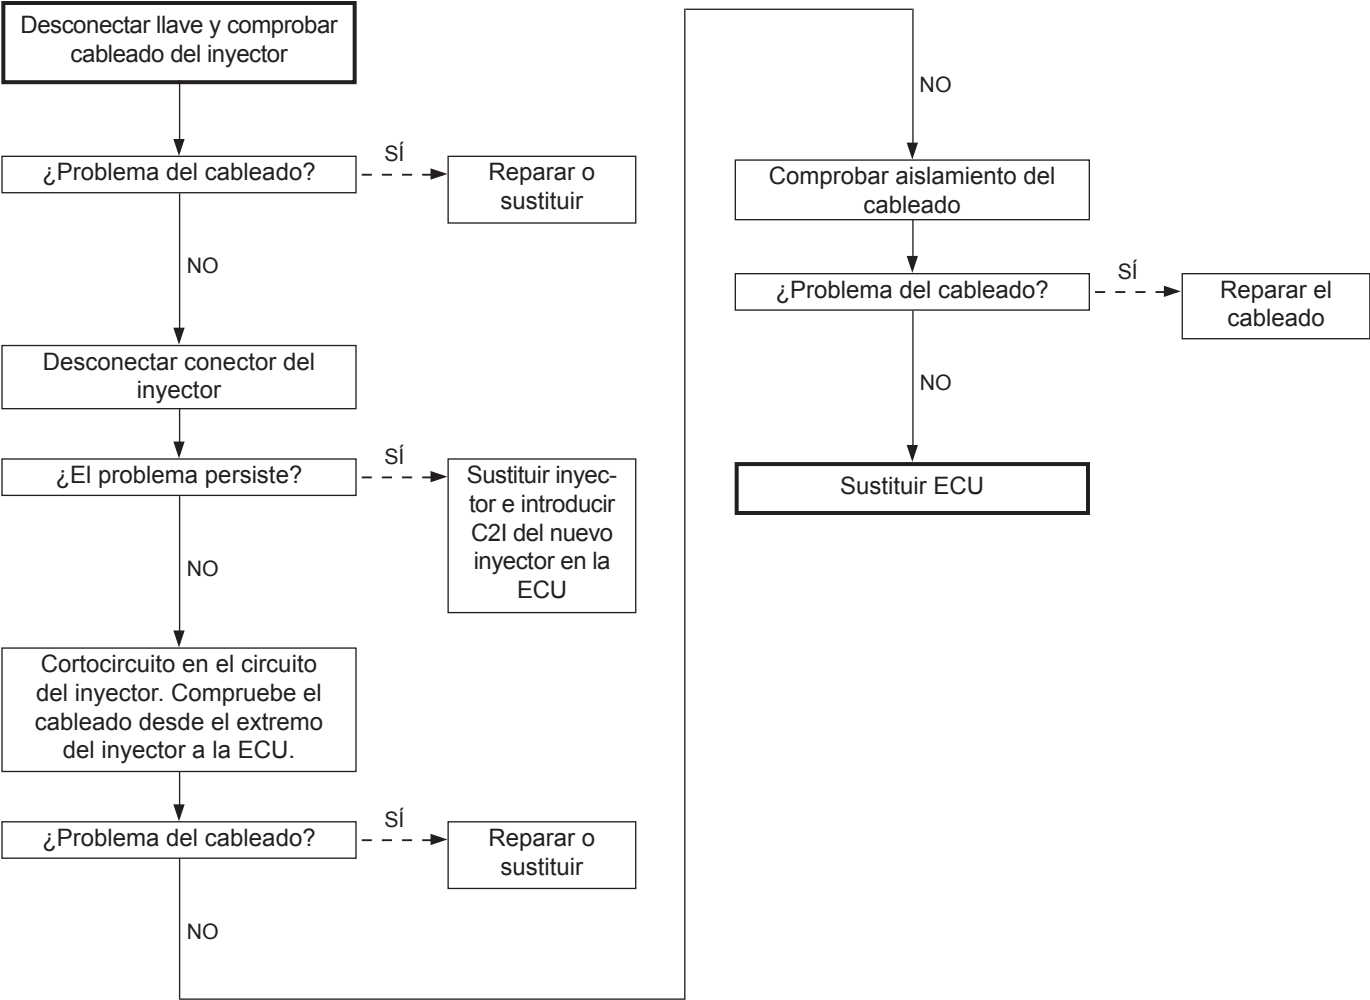 Desconectar llave y comprobar
cableado del inyector
¿Problema del cableado?
SÍ
Reparar o
sustituir
NO
Desconectar conector del
inyector
¿El problema persiste?
SÍ
Sustituir inyec-
tor e introducir
C2I del nuevo
inyector en la
ECU
NO
Cortocircuito en el circuito
del inyector. Compruebe el
cableado desde el extremo
del inyector a la ECU.
¿Problema del cableado?
SÍ
Reparar o
sustituir
NO
NO
Comprobar aislamiento del
cableado
¿Problema del cableado?
SÍ
Reparar el
cableado
NO
Sustituir ECU